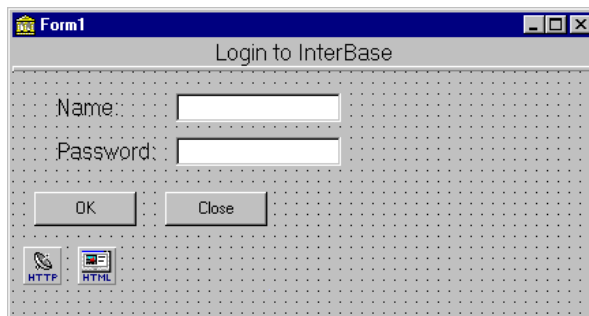 Form1
Login to InterBase
Name:
Password:
OK Close
HTTP HTML